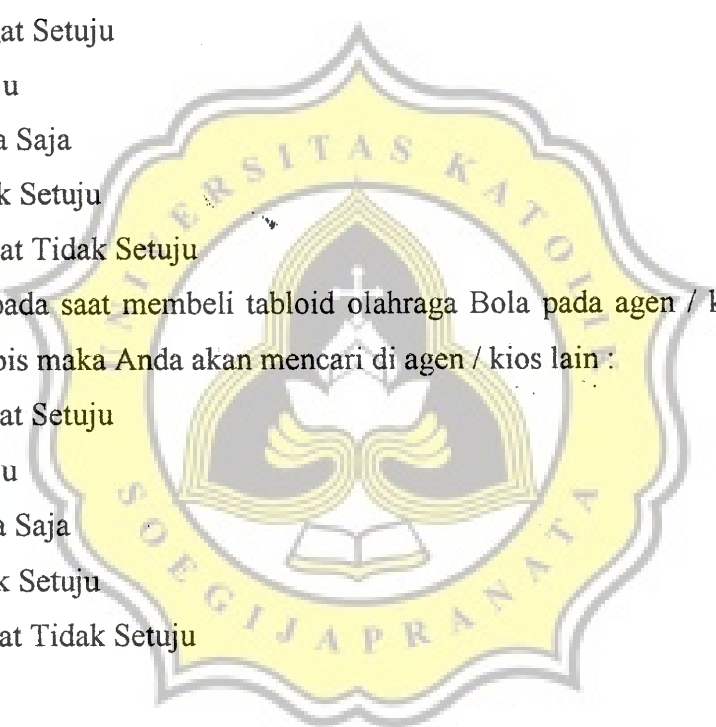 at Setuju
u
a Saja
k Setuju
at Tidak Setuju
pada saat membeli tabloid olahraga Bola pada agen / k
bis maka Anda akan mencari di agen / kios lain :
at Setuju
u
a Saja
k Setuju
at Tidak Setuju
UNIVERSITAS KATOLIK
SOEGIJAPRANATA